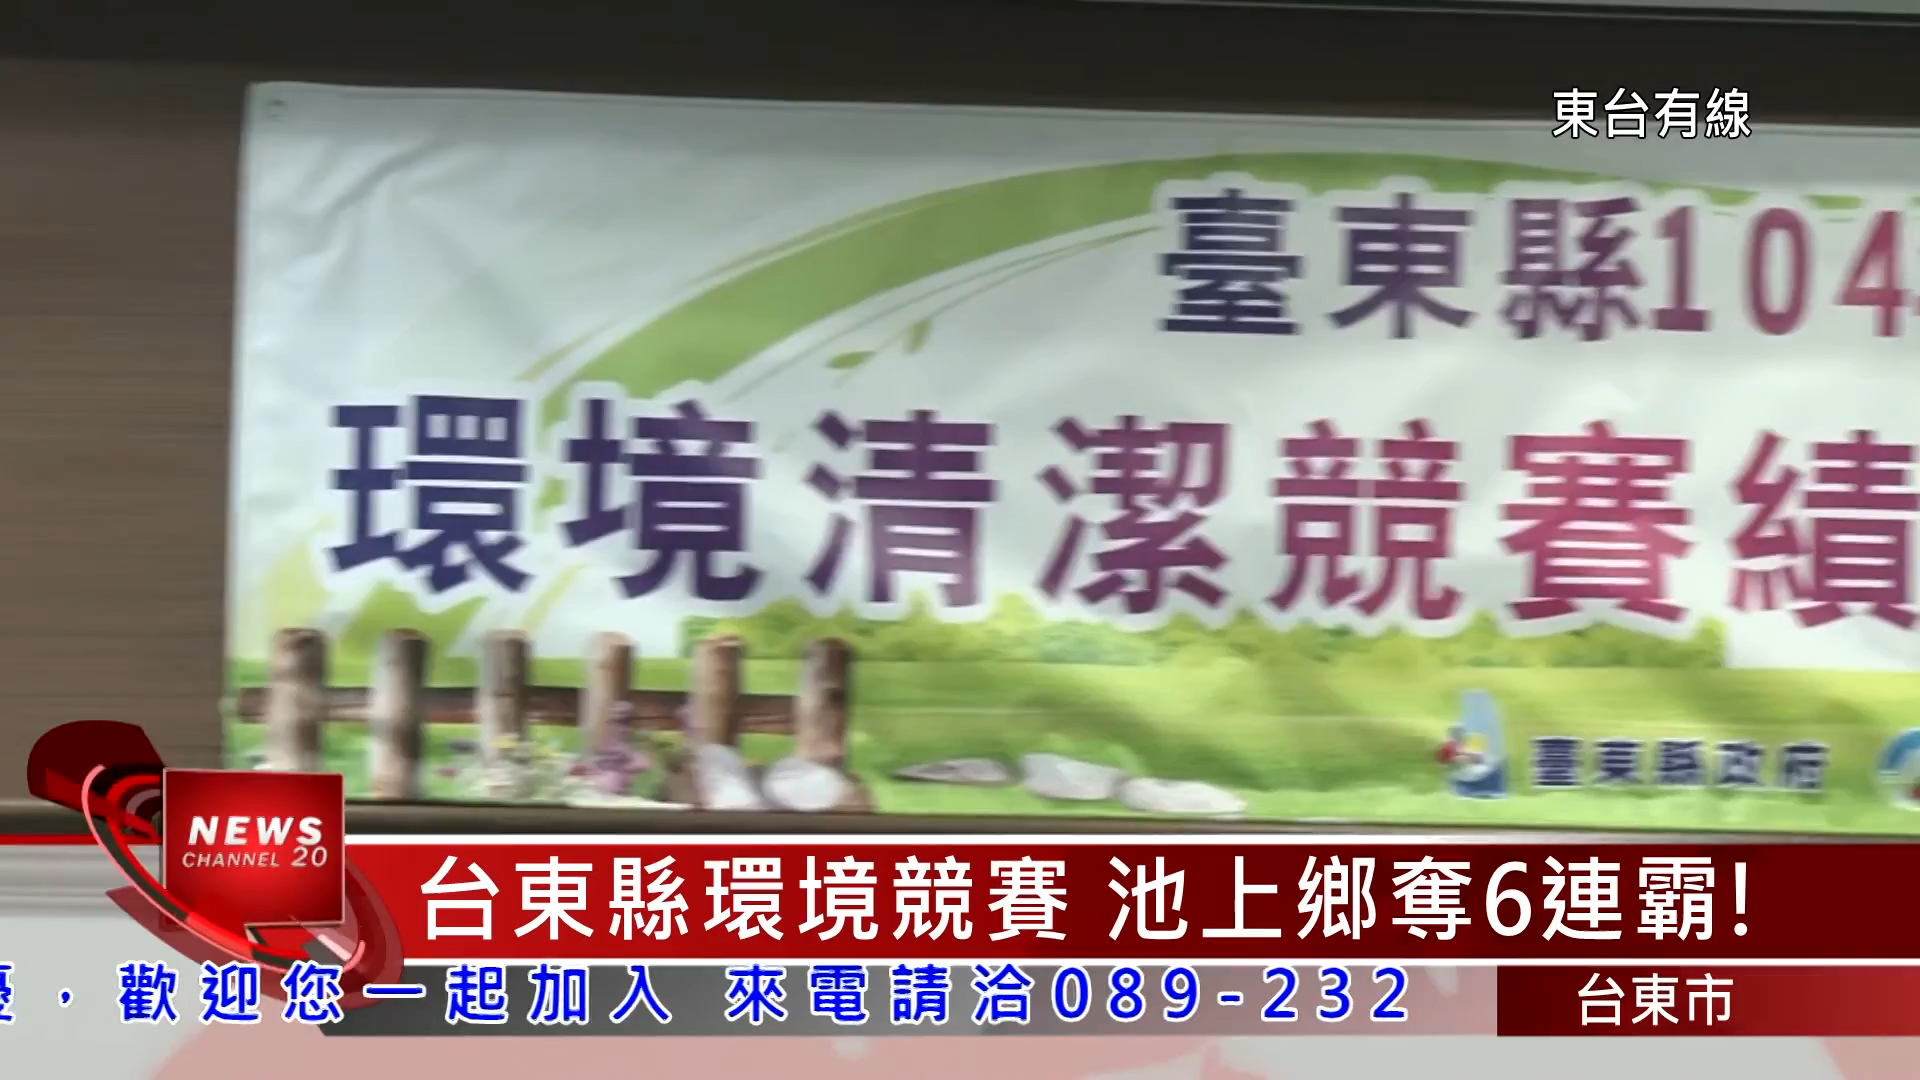 東台有線
臺東縣104
環境清潔競賽績
臺東縣政府
NEWS
CHANNEL 20
台東縣環境競賽 池上鄉奪6連霸!
，歡迎您一起加入 來電請洽089-232
台東市